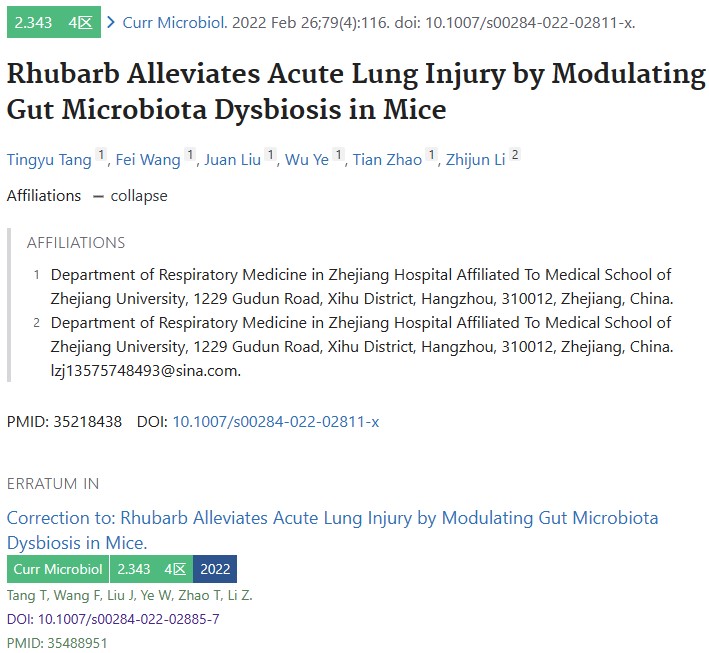 2.343 4区 Curr Microbiol. 2022 Feb 26;79(4):116. doi: 10.1007/s00284-022-02811-x.
Rhubarb Alleviates Acute Lung Injury by Modulating
Gut Microbiota Dysbiosis in Mice
Tingyu Tang 1, Fei Wang 1, Juan Liu 1, Wu Ye 1, Tian Zhao 1, Zhijun Li 2
Affiliations — collapse
AFFILIATIONS
1 Department of Respiratory Medicine in Zhejiang Hospital Affiliated To Medical School of
Zhejiang University, 1229 Gudun Road, Xihu District, Hangzhou, 310012, Zhejiang, China.
2 Department of Respiratory Medicine in Zhejiang Hospital Affiliated To Medical School of
Zhejiang University, 1229 Gudun Road, Xihu District, Hangzhou, 310012, Zhejiang, China.
lzj13575748493@sina.com.
PMID: 35218438 DOI: 10.1007/s00284-022-02811-x
ERRATUM IN
Correction to: Rhubarb Alleviates Acute Lung Injury by Modulating Gut Microbiota
Dysbiosis in Mice.
Curr Microbiol 2.343 4区 2022
Tang T, Wang F, Liu J, Ye W, Zhao T, Li Z.
DOI: 10.1007/s00284-022-02885-7
PMID: 35488951